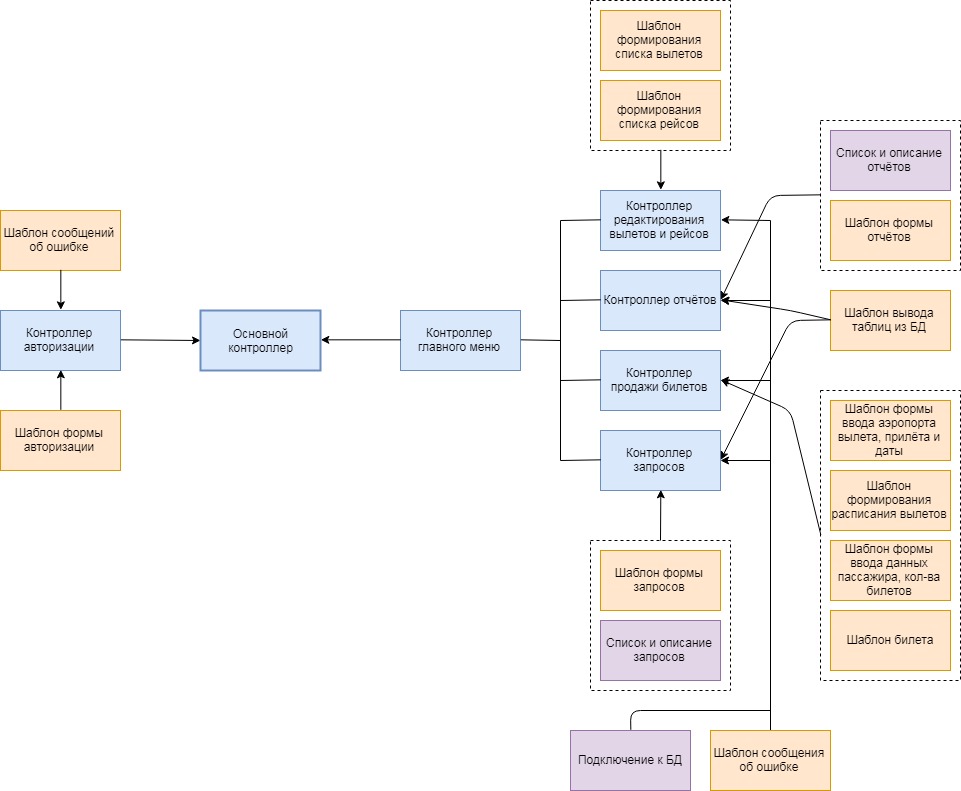 Шаблон
формирования
списка вылетов
Шаблон
формирования
списка рейсов
Список и описание
отчётов
Шаблон формы
отчётов
Контроллер
редактирования
вылетов и рейсов
Шаблон сообщений
об ошибке
Контроллер отчётов
Шаблон вывода
таблиц из БД
Контроллер
авторизации
Основной
контроллер
Контроллер
главного меню
Контроллер
продажи билетов
Шаблон формы
авторизации
Контроллер
запросов
Шаблон формы
ввода аэропорта
вылета, прилёта и
даты
Шаблон
формирования
расписания вылетов
Шаблон формы
ввода данных
пассажира, кол-ва
билетов
Шаблон билета
Шаблон формы
запросов
Список и описание
запросов
Подключение к БД
Шаблон сообщения
об ошибке